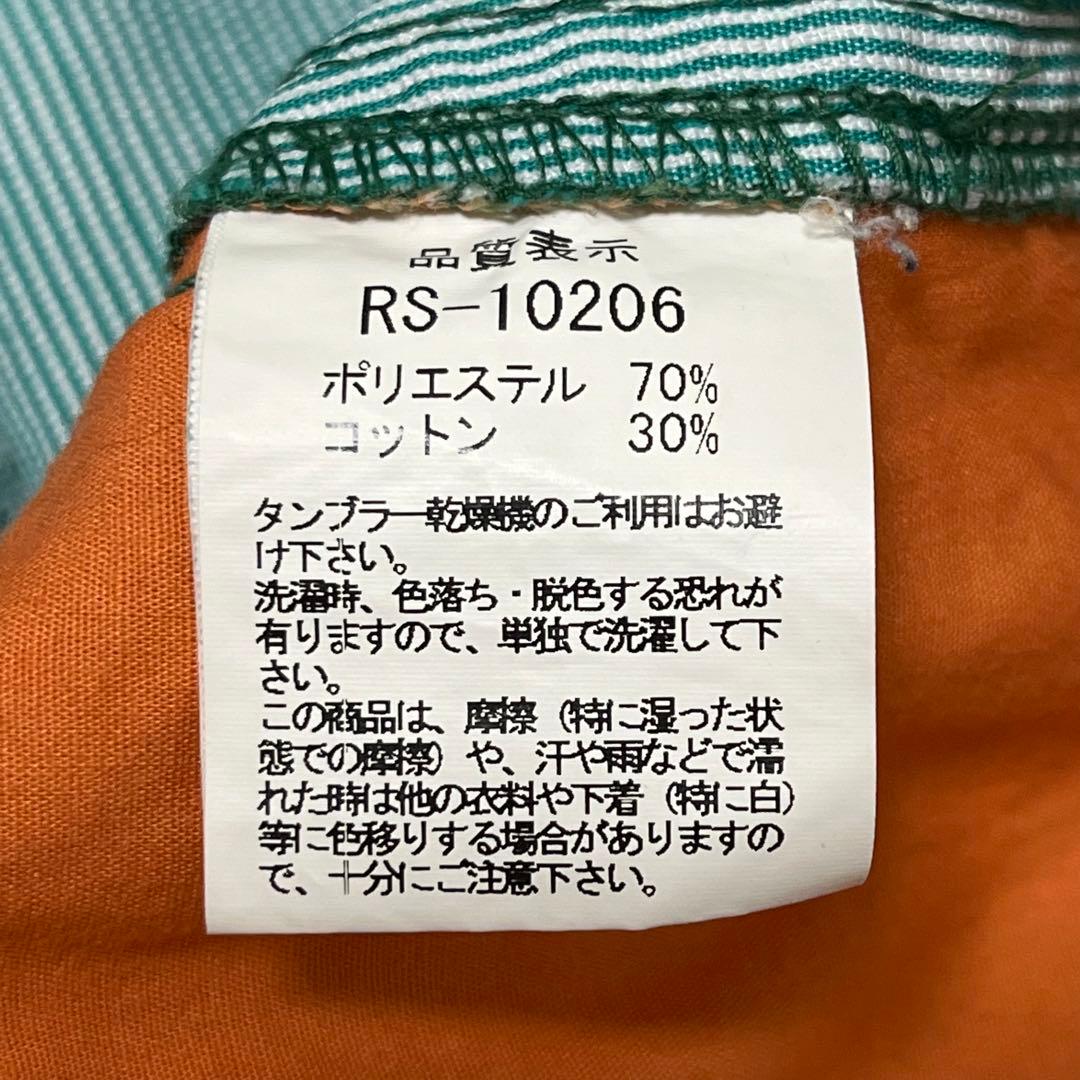 品質表示
RS-10206
ポリエステル 70%
コットン 30%
タンブラー乾燥機のご利用はお避
け下さい。
洗濯時、色落ち・脱色する恐れが
有りますので、単独で洗濯して下
さい。
この商品は、摩擦（特に湿った状
態での摩擦）や、汗や雨などで濡
れた時は他の衣料や下着（特に白）
等に色移りする場合がありますの
で、十分にご注意下さい。